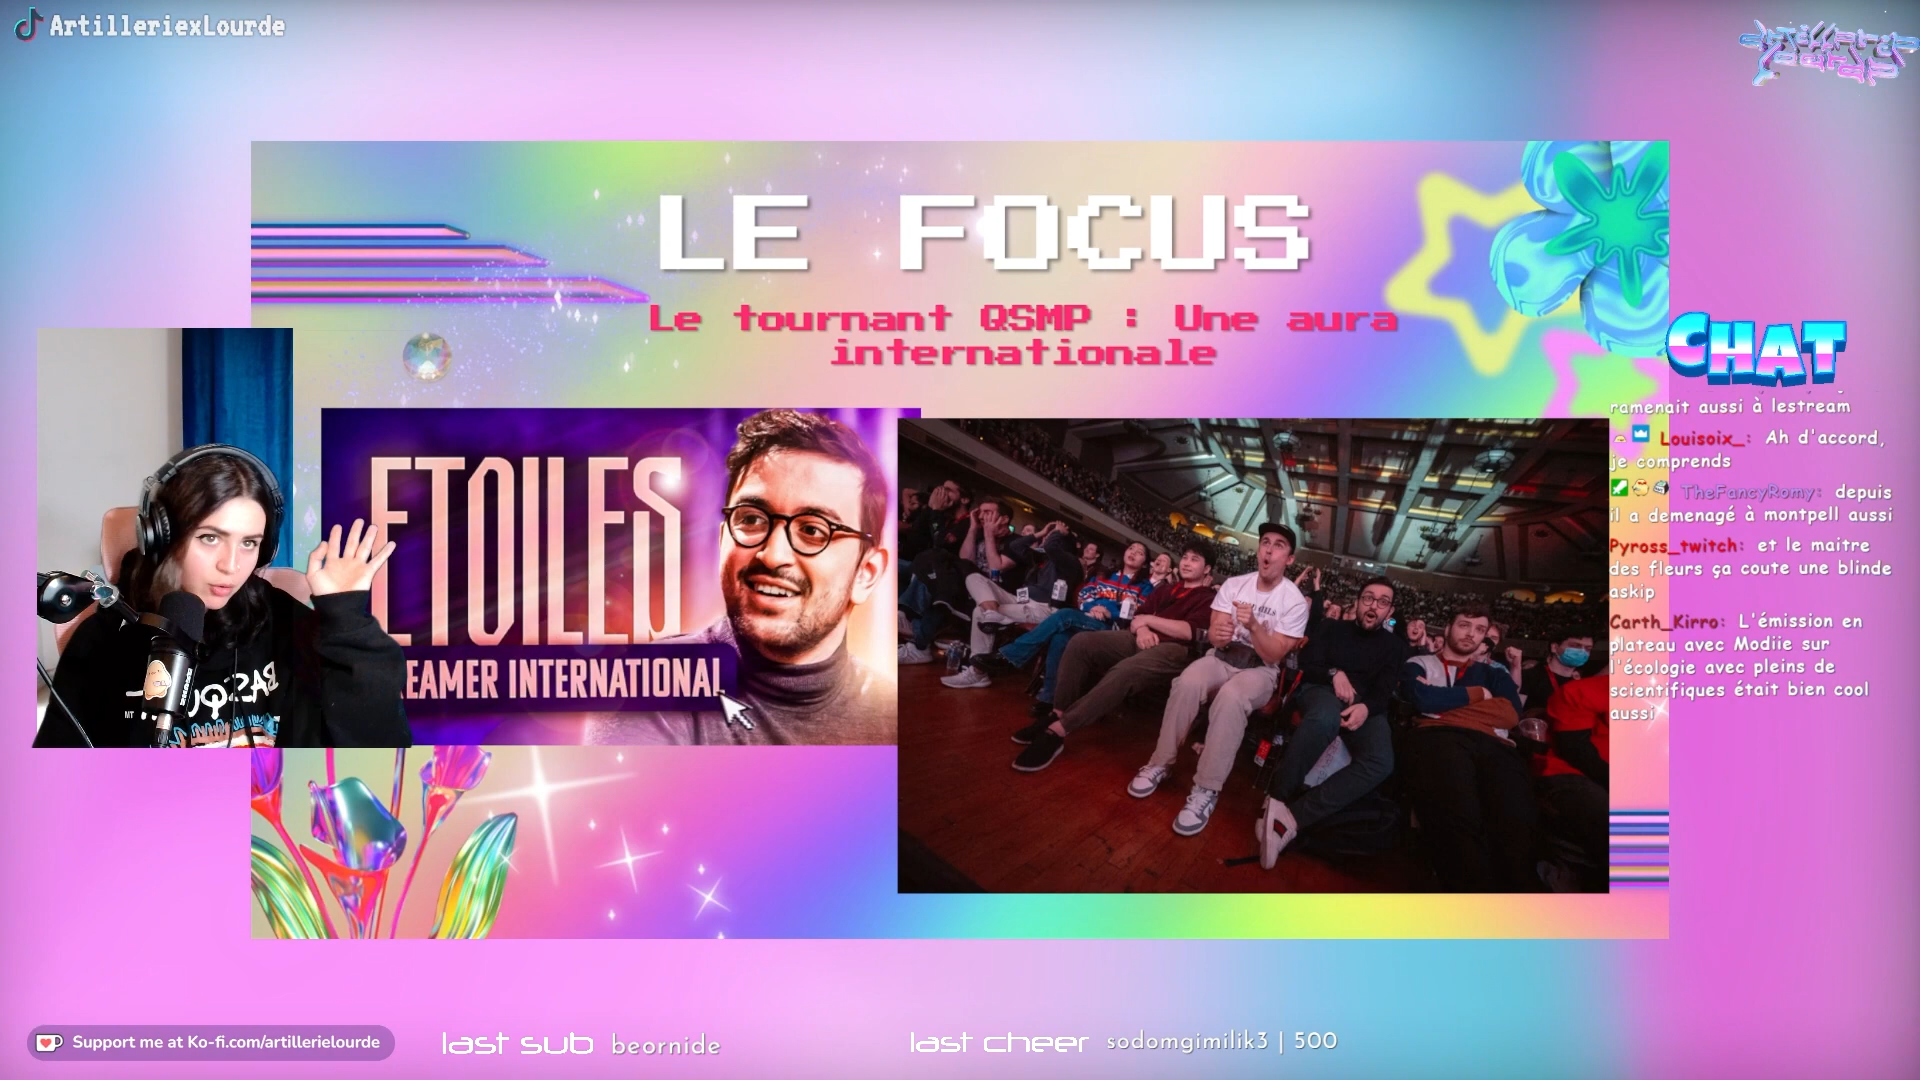 ArtilleriexLourde
LE FOCUS
Le tournant QSMP : Une aura
internationale
ETOILES
REAMER INTERNATIONAL
CHAT
ramenait aussi à lestream
Louisoix_: Ah d'accord,
je comprends
TheFancyRomy: depuis
il a demenagé à montpell aussi
Pyross_twitch: et le maitre
des fleurs ça coute une blinde
askip
Carth_Kirro: L'émission en
plateau avec Modiie sur
l'écologie avec pleins de
scientifiques était bien cool
aussi
Support me at Ko-fi.com/artillerielourde
last sub beornide
last cheer sodomgimilik3 | 500